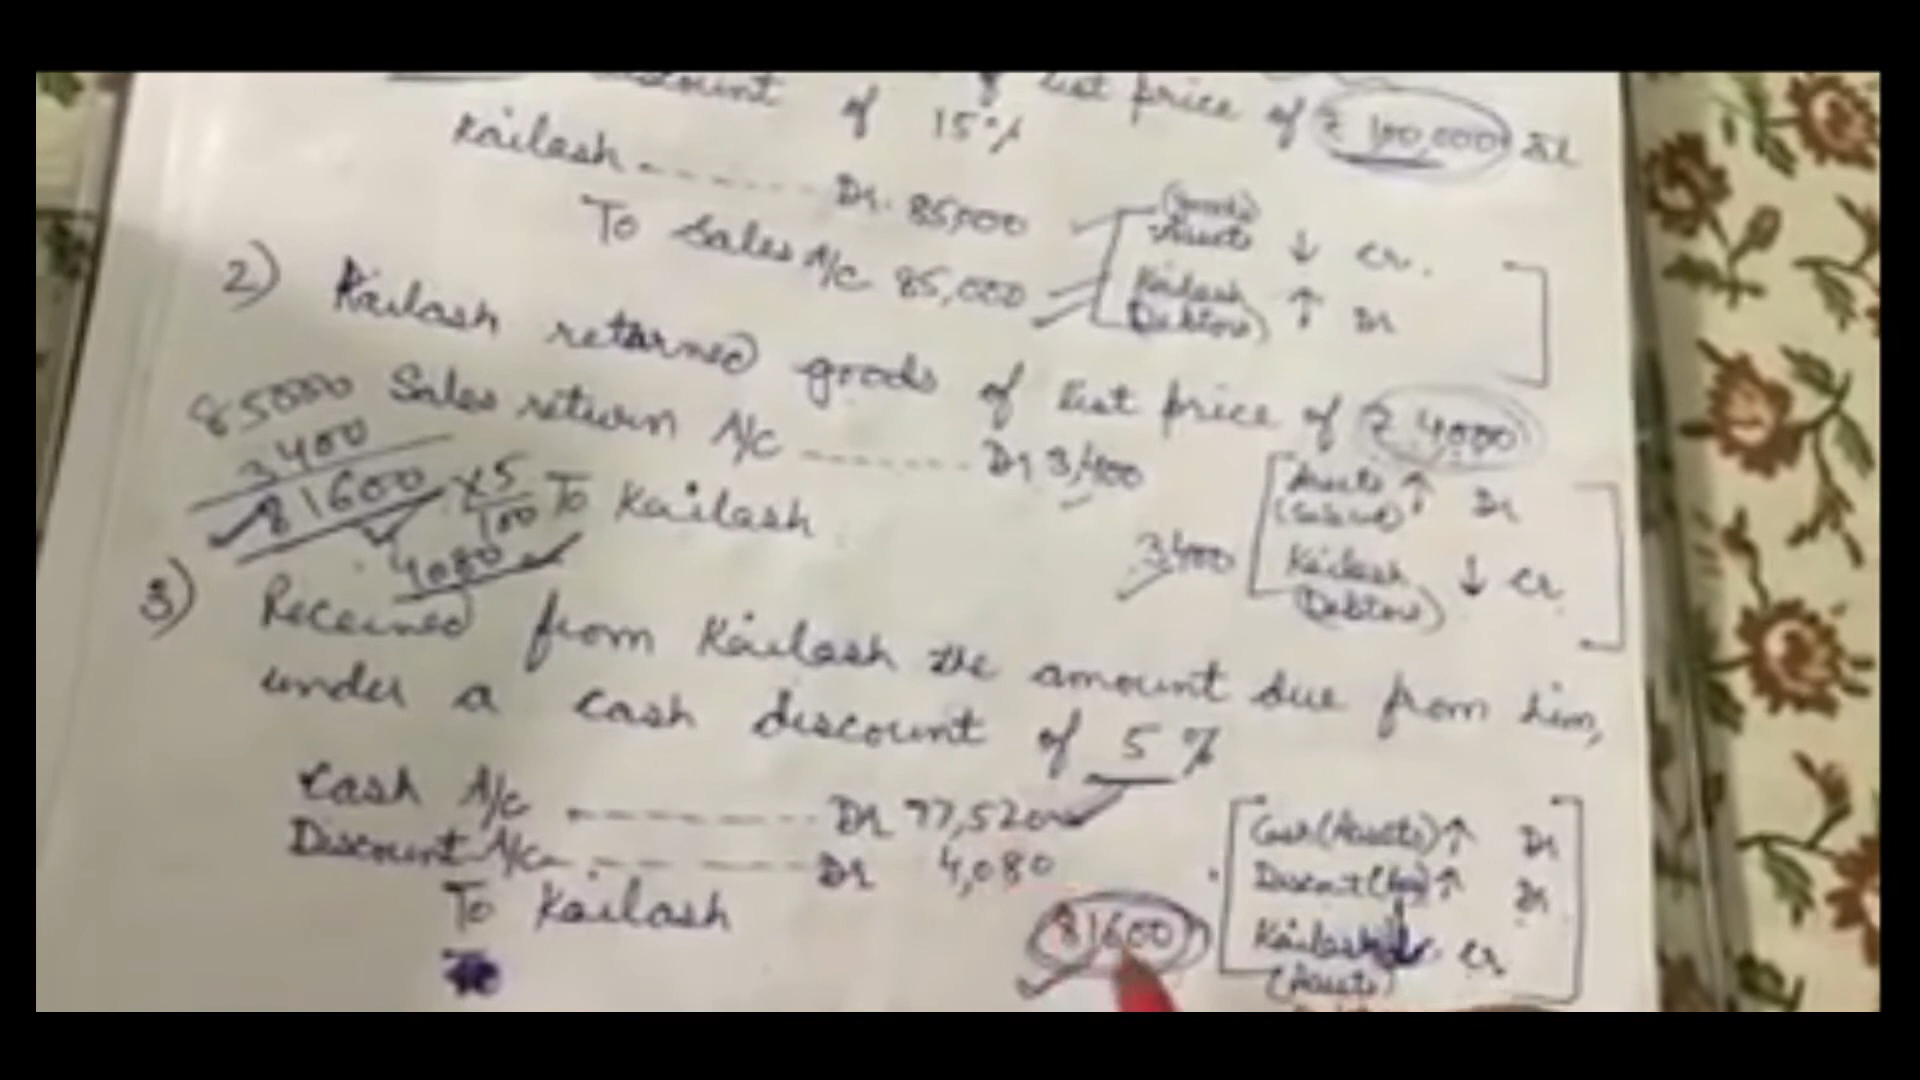 list price of ₹ 100,000
of 15%
Kailash ---------- Dr. 85,000
(goods) Assets ↓ Cr.
To Sales A/c 85,000
Kailash (Debtors) ↑ Dr
2) Kailash returned goods of list price of ₹ 4000
85000 Sales return A/c --------- Dr 3,400
3400
81600 x 5/100 To Kailash
3400
4080
Assets ↑ Dr
Kailash (Debtors) ↓ Cr
3) Received from Kailash the amount due from him,
under a cash discount of 5 %
Cash A/c ---------- Dr 77,520
Discount A/c ---------- Dr 4,080
To Kailash
81600
Cash (Assets) ↑ Dr
Discount ↑ Dr
Kailash ↓ Cr
(Assets)